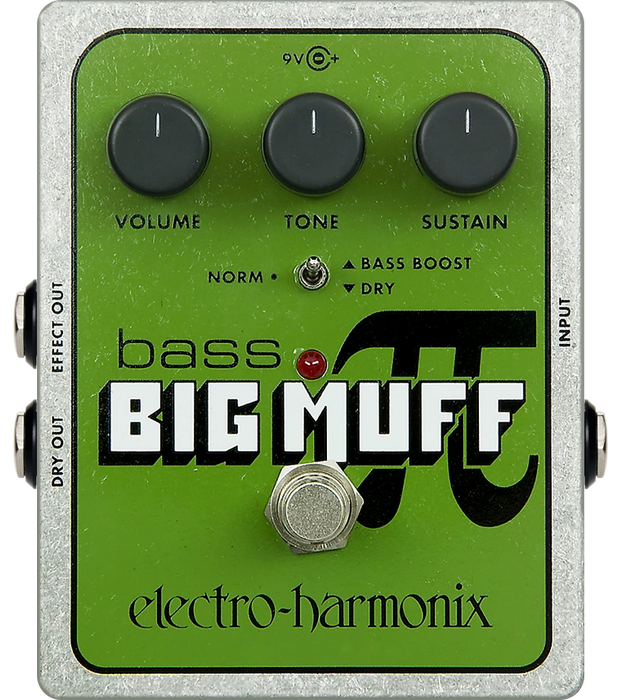 9V +
VOLUME TONE SUSTAIN
NORM • ▲ BASS BOOST
▼ DRY
EFFECT OUT
DRY OUT
INPUT
bass
BIG MUFF π
electro-harmonix